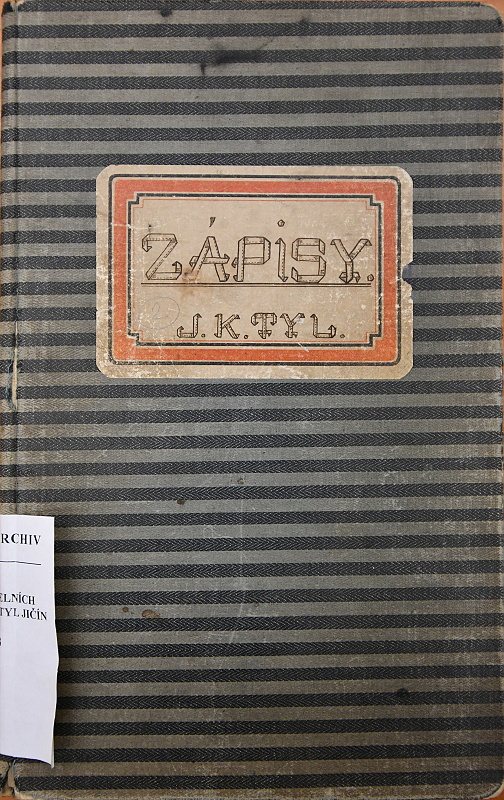 ZÁPISY.
J.K.TYL.
RCHIV
ELNÍCH
TYL JIČÍN